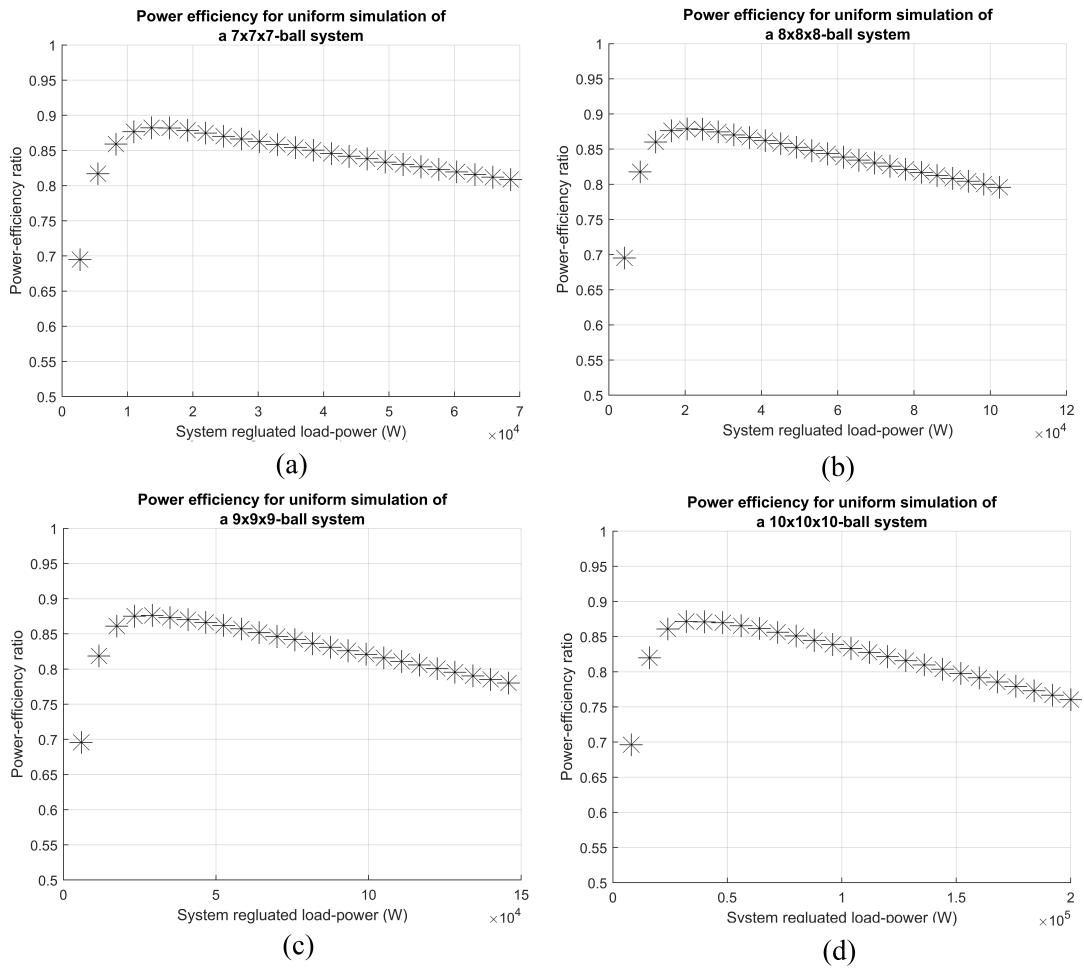 Power efficiency for uniform simulation of
a 7x7x7-ball system
1
0.95
0.9
0.85
0.8
0.75
0.7
0.65
0.6
0.55
0.5
Power-efficiency ratio
0 1 2 3 4 5 6 70
System regluated load-power (W)
×10⁴
(a)
Power efficiency for uniform simulation of
a 8x8x8-ball system
1
0.95
0.9
0.85
0.8
0.75
0.7
0.65
0.6
0.55
0.5
Power-efficiency ratio
0 2 4 6 8 10 12
System regluated load-power (W)
×10⁴
(b)
Power efficiency for uniform simulation of
a 9x9x9-ball system
1
0.95
0.9
0.85
0.8
0.75
0.7
0.65
0.6
0.55
0.5
Power-efficiency ratio
0 5 10 15
System regluated load-power (W)
×10⁴
(c)
Power efficiency for uniform simulation of
a 10x10x10-ball system
1
0.95
0.9
0.85
0.8
0.75
0.7
0.65
0.6
0.55
0.5
Power-efficiency ratio
0 0.5 1 1.5 2
System regluated load-power (W)
×10⁵
(d)